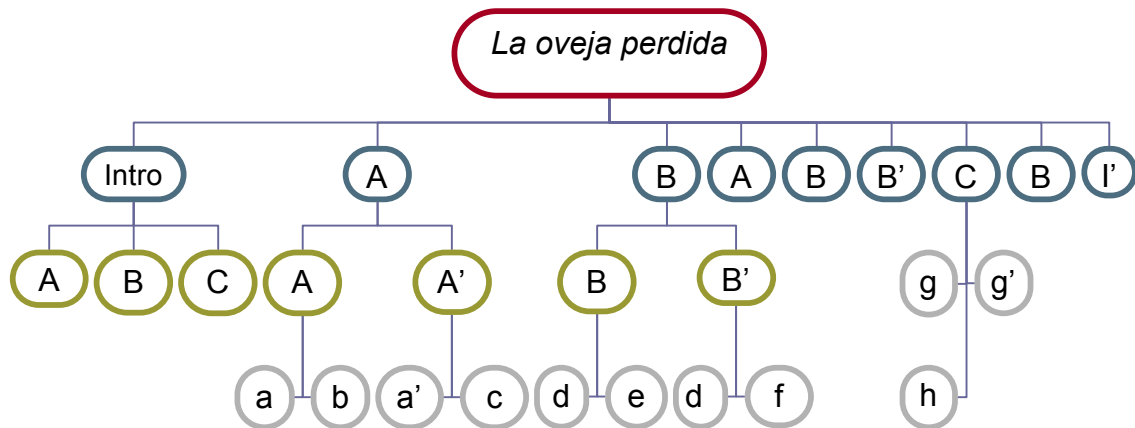 La oveja perdida
Intro A B A B B’ C B I’
A B C A A’ B B’ g g’
a b a’ c d e d f h